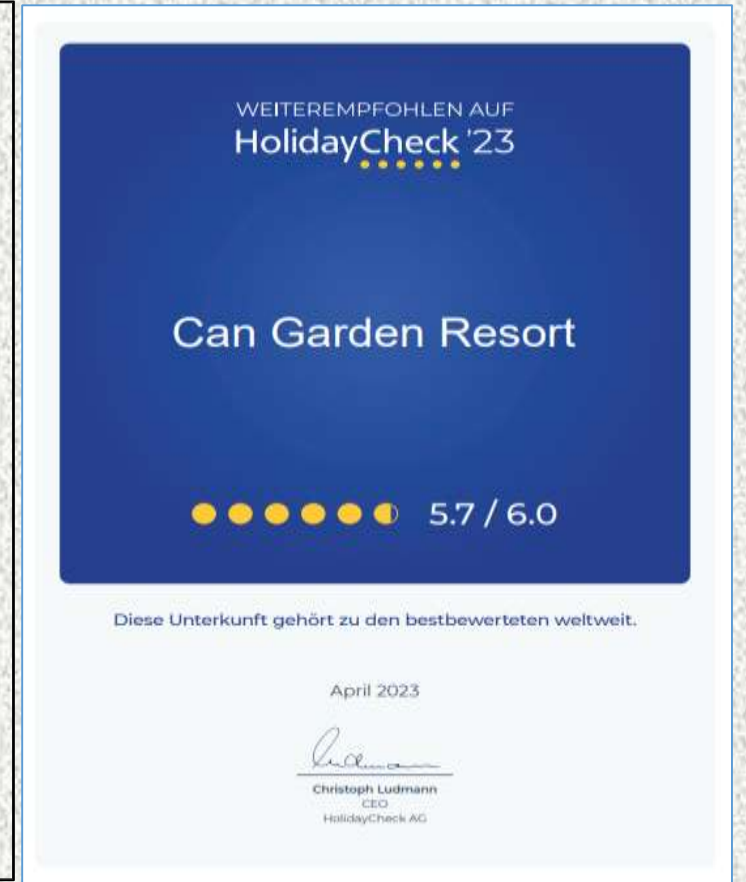 WEITEREMPFOHLEN AUF
HolidayCheck '23
Can Garden Resort
5.7 / 6.0
Diese Unterkunft gehört zu den bestbewerteten weltweit.
April 2023
Christoph Ludmann
CEO
HolidayCheck AG